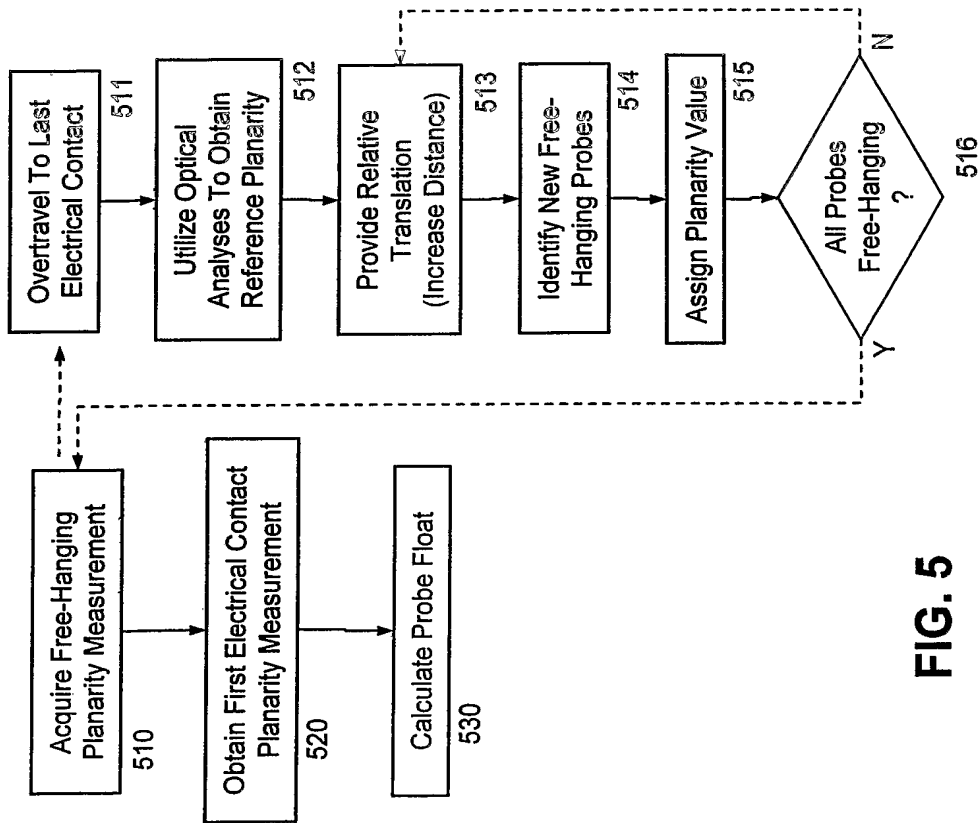 Acquire Free-Hanging
Planarity Measurement
510
Obtain First Electrical Contact
Planarity Measurement
520
Calculate Probe Float
530
Overtravel To Last
Electrical Contact
511
Utilize Optical
Analyses To Obtain
Reference Planarity
512
Provide Relative
Translation
(Increase Distance)
513
Identify New Free-
Hanging Probes
514
Assign Planarity Value
515
All Probes
Free-Hanging
?
516
Y
N
FIG. 5